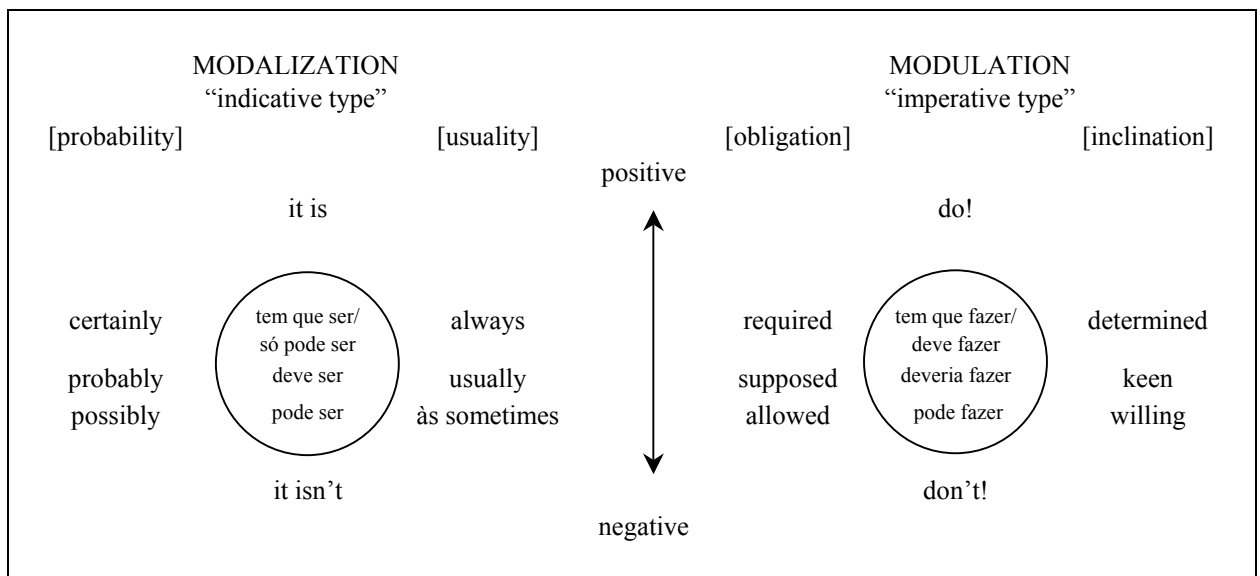 MODALIZATION
“indicative type”
[probability]
[usuality]
it is
certainly
tem que ser/
só pode ser
always
probably
deve ser
usually
possibly
pode ser
às sometimes
it isn’t
positive
negative
MODULATION
“imperative type”
[obligation]
[inclination]
do!
required
tem que fazer/
deve fazer
determined
supposed
deveria fazer
keen
allowed
pode fazer
willing
don’t!